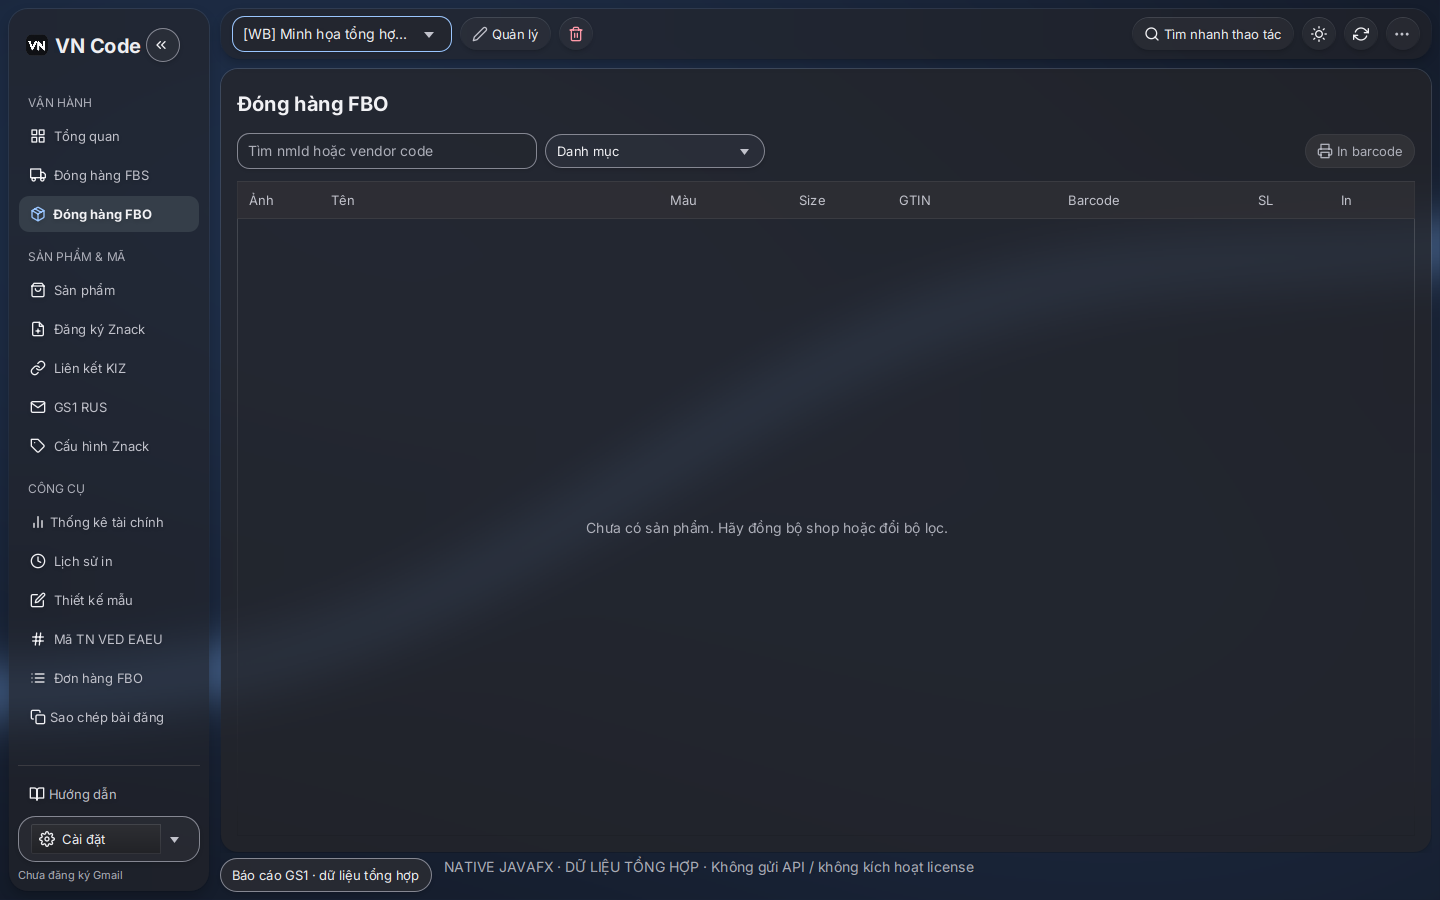 VN VN Code
VẬN HÀNH
Tổng quan
Đóng hàng FBS
Đóng hàng FBO
SẢN PHẨM & MÃ
Sản phẩm
Đăng ký Znack
Liên kết KIZ
GS1 RUS
Cấu hình Znack
CÔNG CỤ
Thống kê tài chính
Lịch sử in
Thiết kế mẫu
Mã TN VED EAEU
Đơn hàng FBO
Sao chép bài đăng
Hướng dẫn
Cài đặt
Chưa đăng ký Gmail
[WB] Minh họa tổng hợ... Quản lý Tìm nhanh thao tác
Đóng hàng FBO
Tìm nmId hoặc vendor code Danh mục In barcode
Ảnh Tên Màu Size GTIN Barcode SL In
Chưa có sản phẩm. Hãy đồng bộ shop hoặc đổi bộ lọc.
Báo cáo GS1 · dữ liệu tổng hợp NATIVE JAVAFX · DỮ LIỆU TỔNG HỢP · Không gửi API / không kích hoạt license